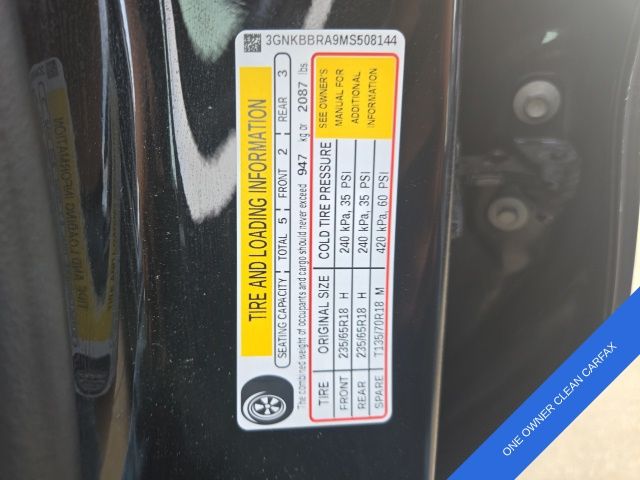 3GNKBBRA9MS508144
TIRE AND LOADING INFORMATION
SEATING CAPACITY TOTAL 5 FRONT 2 REAR 3
The combined weight of occupants and cargo should never exceed 947 kg or 2087 lbs
TIRE ORIGINAL SIZE COLD TIRE PRESSURE SEE OWNER'S
FRONT 235/65R18 H 240 kPa, 35 PSI MANUAL FOR
REAR 235/65R18 H 240 kPa, 35 PSI ADDITIONAL
SPARE T135/70R18 M 420 kPa, 60 PSI INFORMATION
ONE OWNER CLEAN CARFAX